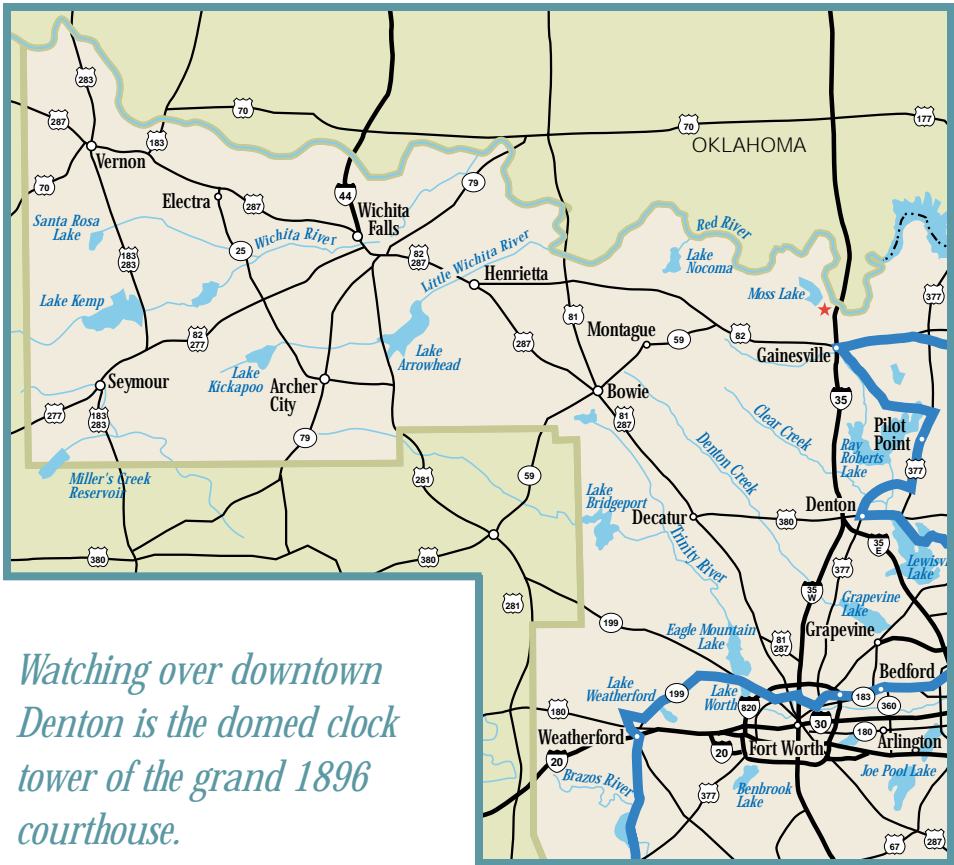 283
287
70
183
70
177
OKLAHOMA
Vernon
70
44
79
Electra
287
Wichita
Falls
Santa Rosa
Lake
Red River
25
Wichita River
183
283
82
287
Little Wichita River
Lake
Nocoma
Henrietta
Moss Lake
377
Lake Kemp
81
Montague
59
82
82
277
287
Gainesville
Lake
Arrowhead
Lake
Kickapoo
Archer
City
Seymour
Bowie
35
277
183
283
81
287
Clear Creek
Pilot
Point
79
Denton Creek
Ray
Roberts
Lake
377
Miller's Creek
Reservoir
281
59
Lake
Bridgeport
Denton
Decatur
380
35
E
380
380
Trinity River
377
Lewisvi
Lake
281
35
W
Grapevine
Lake
199
Eagle Mountain
Lake
81
287
Grapevine
Bedford
Lake
Weatherford
199
Lake
Worth
820
183
360
180
30
180
Weatherford
20
20
Fort Worth
Arlington
Brazos River
377
Benbrook
Lake
Joe Pool Lake
67
287
Watching over downtown
Denton is the domed clock
tower of the grand 1896
courthouse.